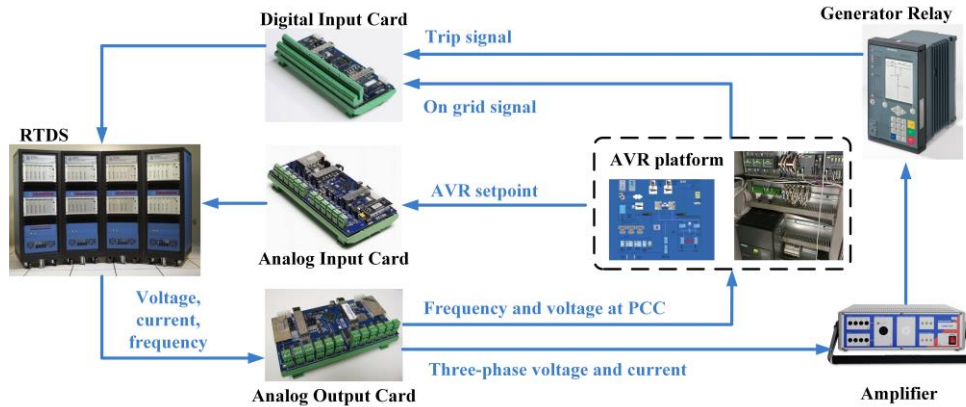 Digital Input Card
Generator Relay
Trip signal
On grid signal
RTDS
AVR platform
AVR setpoint
Analog Input Card
Voltage,
current,
frequency
Frequency and voltage at PCC
Three-phase voltage and current
Analog Output Card
Amplifier